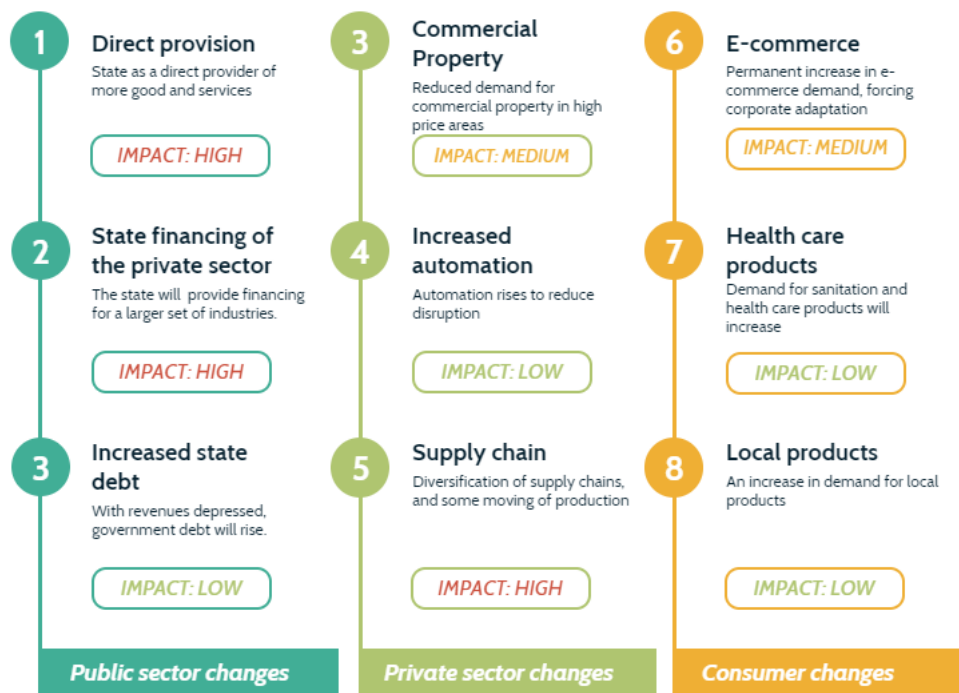 1
Direct provision
State as a direct provider of
more good and services
IMPACT: HIGH
2
State financing of
the private sector
The state will provide financing
for a larger set of industries.
IMPACT: HIGH
3
Increased state
debt
With revenues depressed,
government debt will rise.
IMPACT: LOW
Public sector changes
3
Commercial
Property
Reduced demand for
commercial property in high
price areas
IMPACT: MEDIUM
4
Increased
automation
Automation rises to reduce
disruption
IMPACT: LOW
5
Supply chain
Diversification of supply chains,
and some moving of production
IMPACT: HIGH
Private sector changes
6
E-commerce
Permanent increase in e-
commerce demand, forcing
corporate adaptation
IMPACT: MEDIUM
7
Health care
products
Demand for sanitation and
health care products will
increase
IMPACT: LOW
8
Local products
An increase in demand for local
products
IMPACT: LOW
Consumer changes